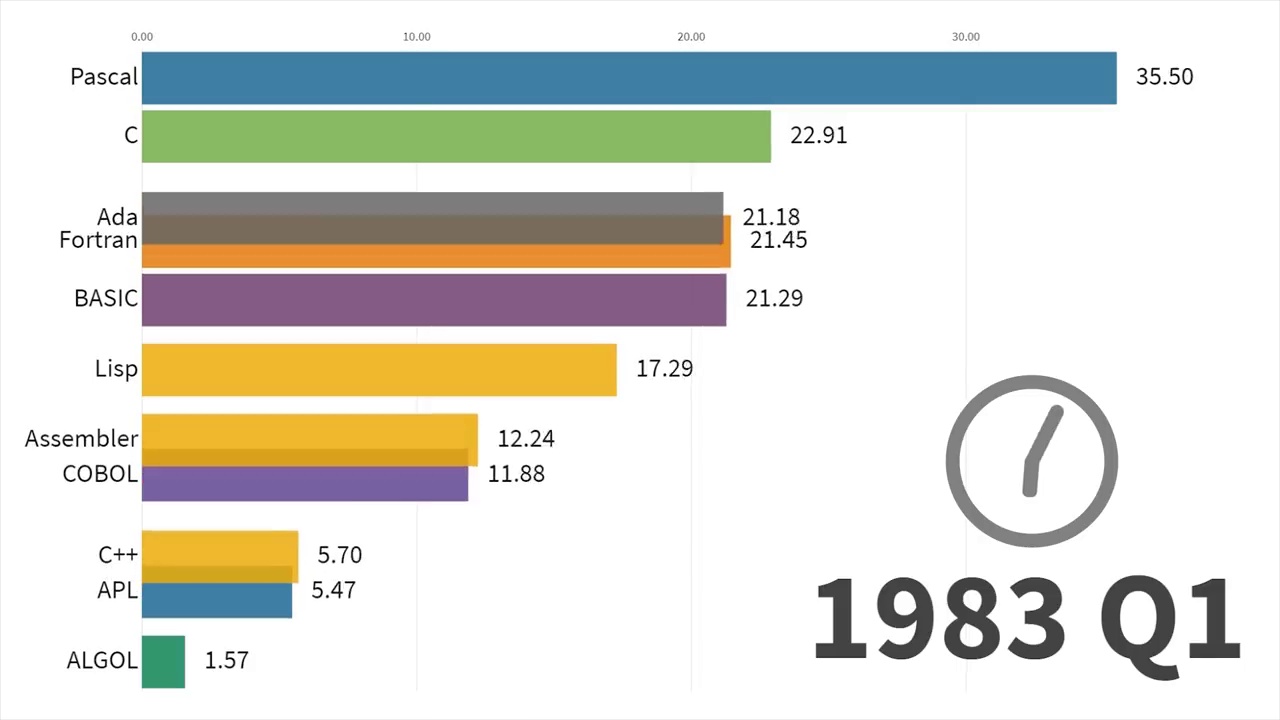 0.00 10.00 20.00 30.00
Pascal 35.50
C 22.91
Ada 21.18
Fortran 21.45
BASIC 21.29
Lisp 17.29
Assembler 12.24
COBOL 11.88
C++ 5.70
APL 5.47
ALGOL 1.57
1983 Q1